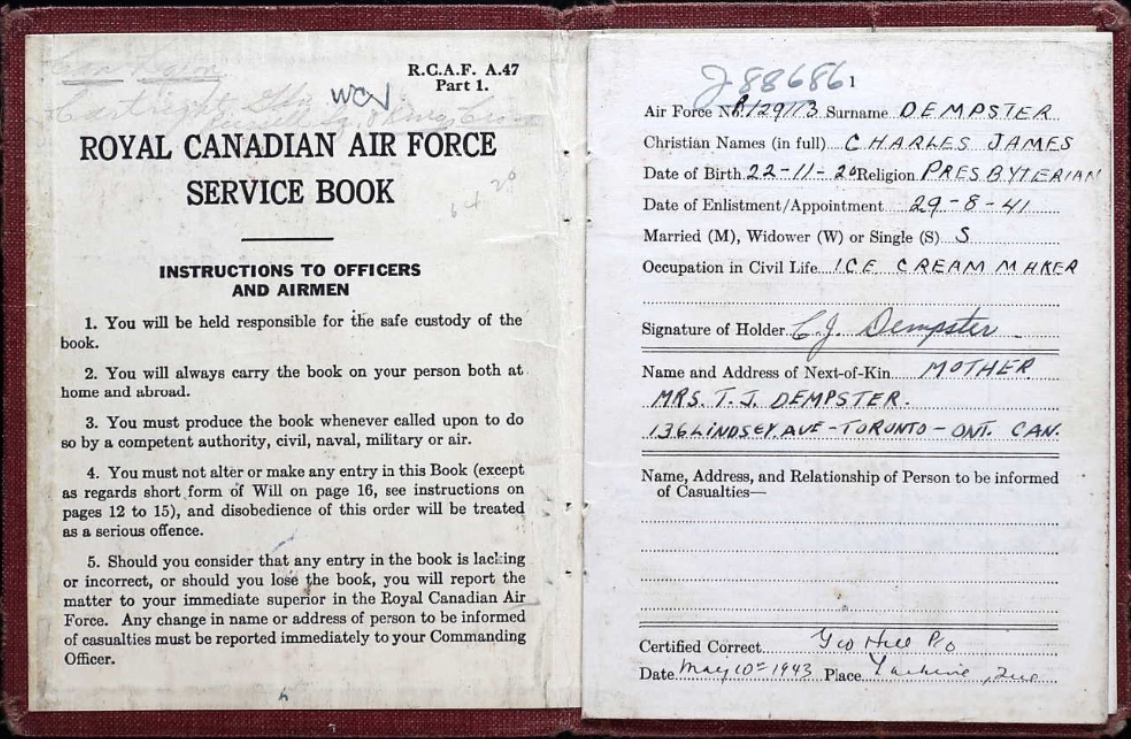 R.C.A.F. A.47
Part 1.
WCV
ROYAL CANADIAN AIR FORCE
SERVICE BOOK
INSTRUCTIONS TO OFFICERS
AND AIRMEN
1. You will be held responsible for the safe custody of the
book.
2. You will always carry the book on your person both at
home and abroad.
3. You must produce the book whenever called upon to do
so by a competent authority, civil, naval, military or air.
4. You must not alter or make any entry in this Book (except
as regards short form of Will on page 16, see instructions on
pages 12 to 15), and disobedience of this order will be treated
as a serious offence.
5. Should you consider that any entry in the book is lacking
or incorrect, or should you lose the book, you will report the
matter to your immediate superior in the Royal Canadian Air
Force. Any change in name or address of person to be informed
of casualties must be reported immediately to your Commanding
Officer.
J88686 1
Air Force No. R/129113 Surname DEMPSTER
Christian Names (in full) CHARLES JAMES
Date of Birth 22-11-20 Religion PRESBYTERIAN
Date of Enlistment/Appointment 29-8-41
Married (M), Widower (W) or Single (S) S
Occupation in Civil Life ICE CREAM MAKER
Signature of Holder C.J. Dempster
Name and Address of Next-of-Kin MOTHER
MRS. T. J. DEMPSTER.
136 LINDSEY. AVE - TORONTO - ONT. CAN.
Name, Address, and Relationship of Person to be informed
of Casualties—
Certified Correct Geo Hill P/O
Date May 10 1943 Place Lachine, Que